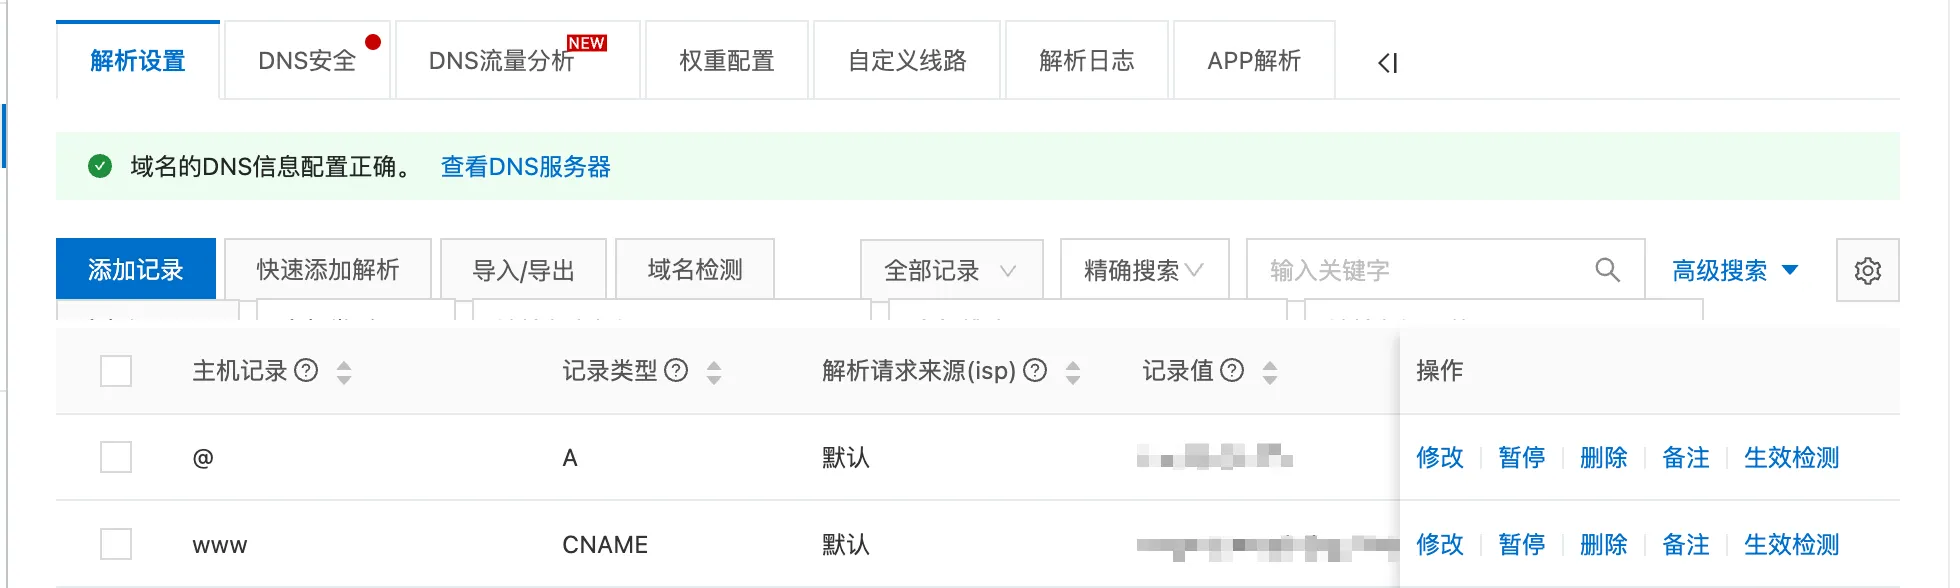 解析设置 DNS安全 DNS流量分析 NEW 权重配置 自定义线路 解析日志 APP解析
域名的DNS信息配置正确。 查看DNS服务器
添加记录 快速添加解析 导入/导出 域名检测 全部记录 精确搜索 输入关键字 高级搜索
主机记录 记录类型 解析请求来源(isp) 记录值 操作
@ A 默认 修改 暂停 删除 备注 生效检测
www CNAME 默认 修改 暂停 删除 备注 生效检测